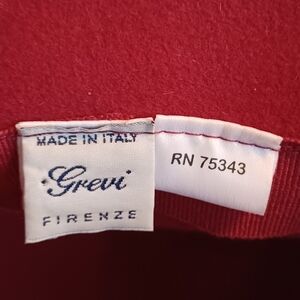 MADE IN ITALY
Grevi
FIRENZE
RN 75343